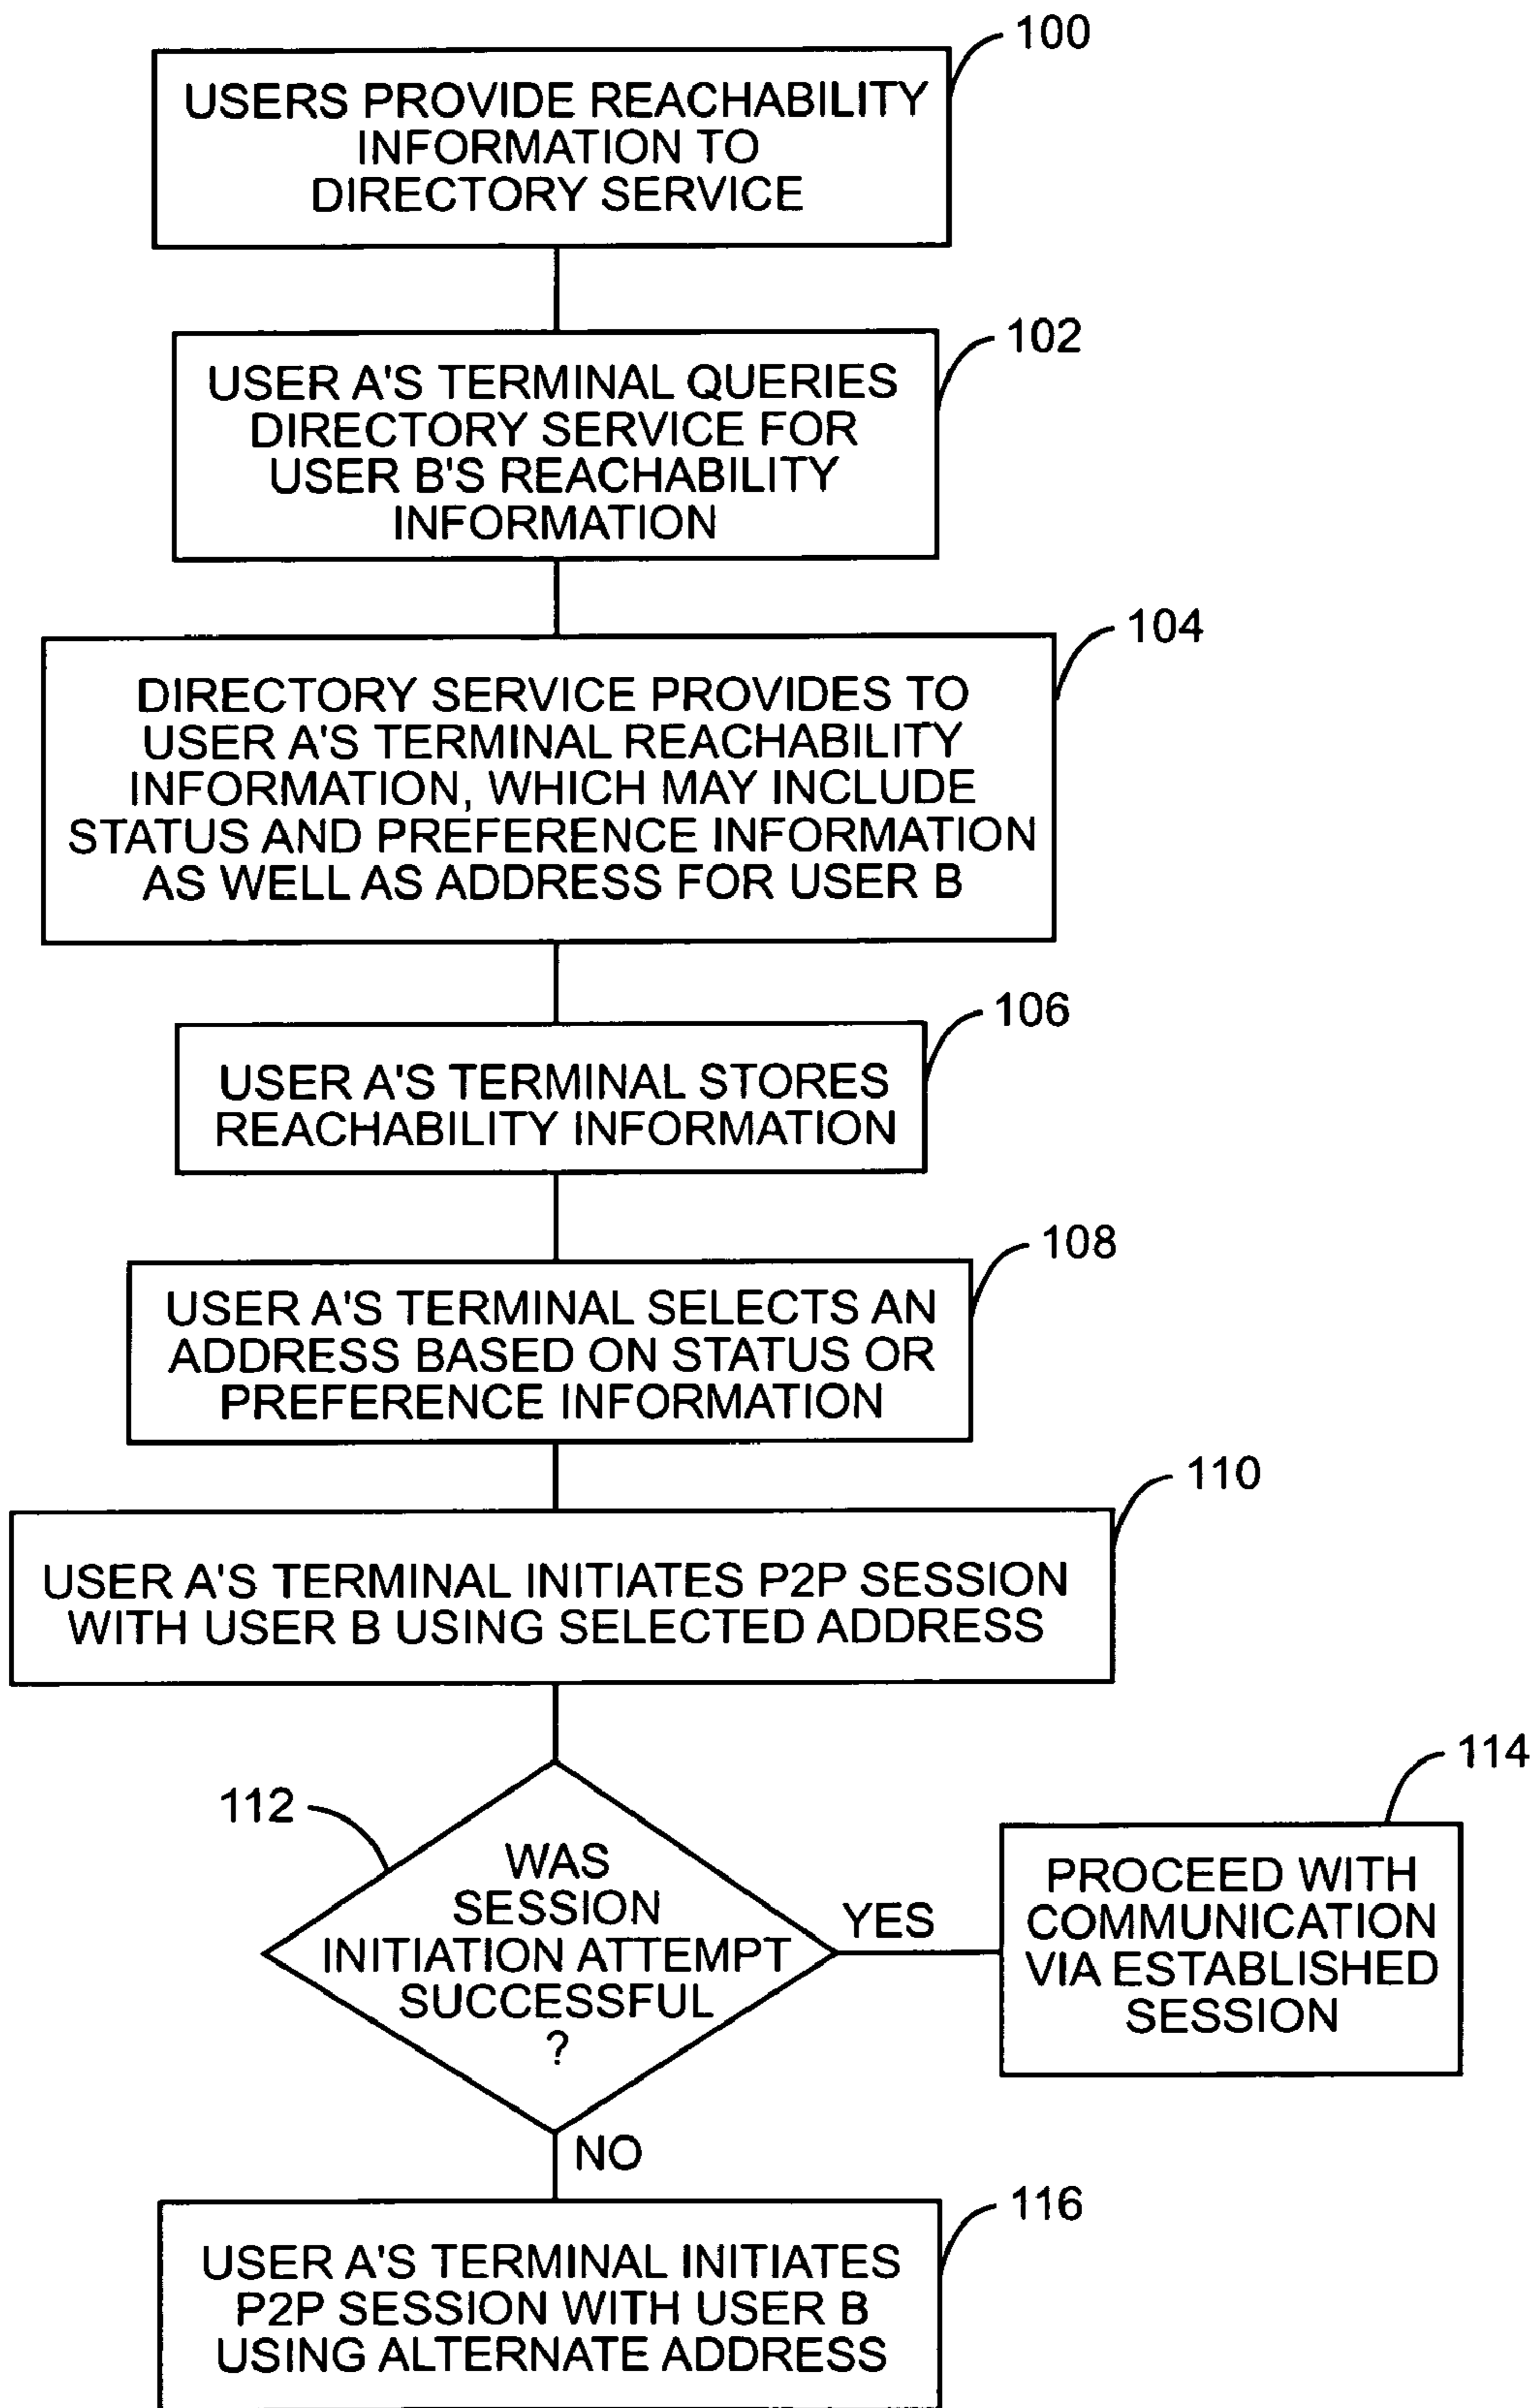 100
USERS PROVIDE REACHABILITY
INFORMATION TO
DIRECTORY SERVICE
102
USER A'S TERMINAL QUERIES
DIRECTORY SERVICE FOR
USER B'S REACHABILITY
INFORMATION
104
DIRECTORY SERVICE PROVIDES TO
USER A'S TERMINAL REACHABILITY
INFORMATION, WHICH MAY INCLUDE
STATUS AND PREFERENCE INFORMATION
AS WELL AS ADDRESS FOR USER B
106
USER A'S TERMINAL STORES
REACHABILITY INFORMATION
108
USER A'S TERMINAL SELECTS AN
ADDRESS BASED ON STATUS OR
PREFERENCE INFORMATION
110
USER A'S TERMINAL INITIATES P2P SESSION
WITH USER B USING SELECTED ADDRESS
112
WAS
SESSION
INITIATION ATTEMPT
SUCCESSFUL
?
YES
114
PROCEED WITH
COMMUNICATION
VIA ESTABLISHED
SESSION
NO
116
USER A'S TERMINAL INITIATES
P2P SESSION WITH USER B
USING ALTERNATE ADDRESS